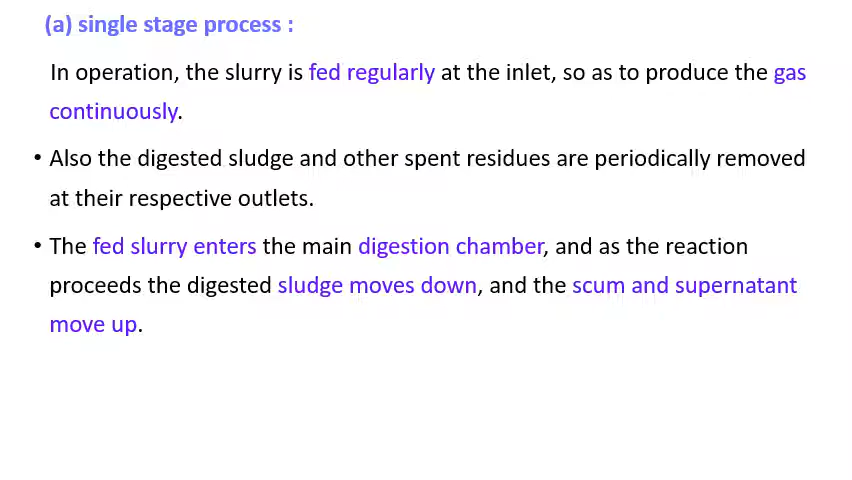 (a) single stage process :
In operation, the slurry is fed regularly at the inlet, so as to produce the gas
continuously.
• Also the digested sludge and other spent residues are periodically removed
at their respective outlets.
• The fed slurry enters the main digestion chamber, and as the reaction
proceeds the digested sludge moves down, and the scum and supernatant
move up.